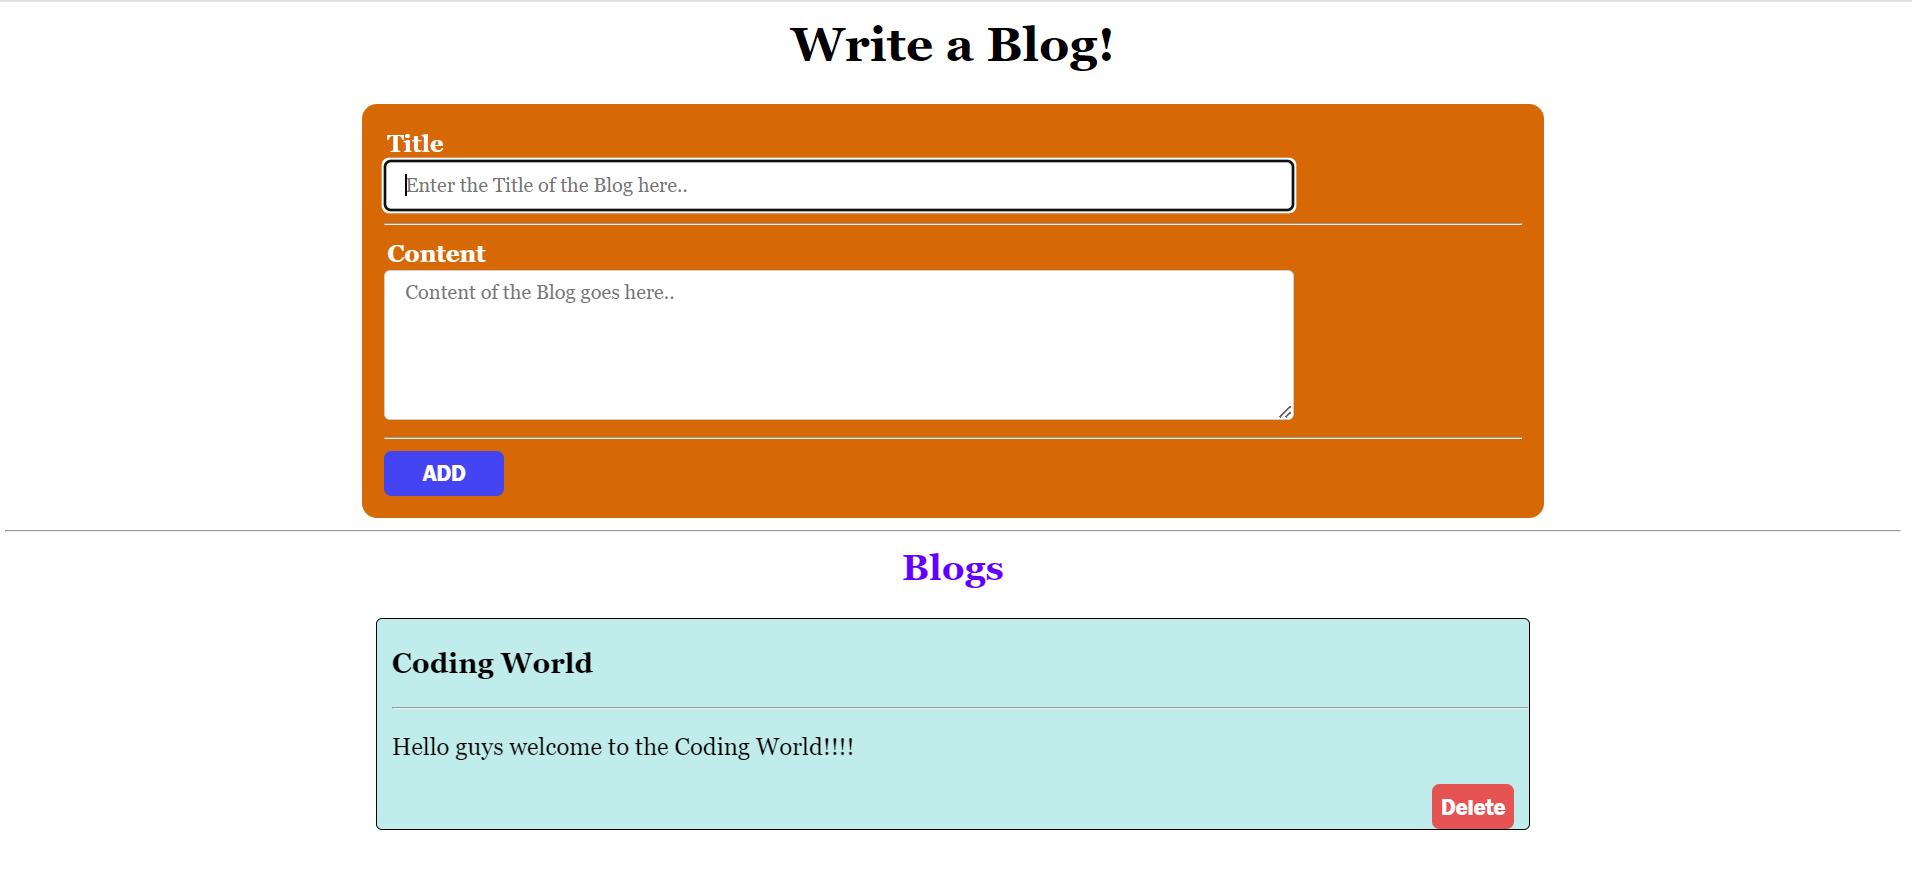 Write a Blog!
Title
Enter the Title of the Blog here..
Content
Content of the Blog goes here..
ADD
Blogs
Coding World
Hello guys welcome to the Coding World!!!!
Delete